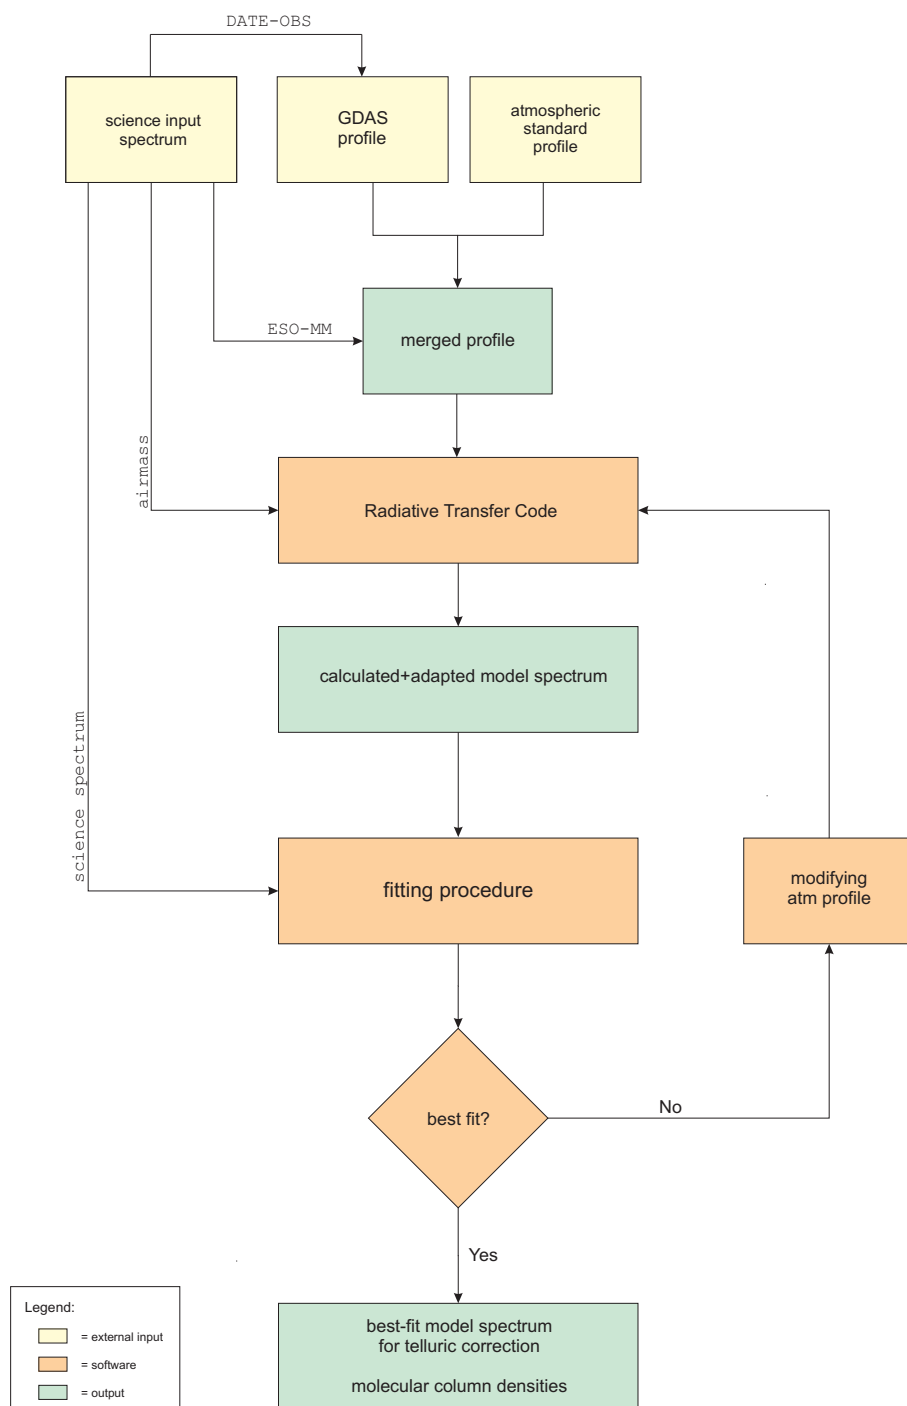 DATE-OBS
science input
spectrum
GDAS
profile
atmospheric
standard
profile
ESO-MM
merged profile
airmass
Radiative Transfer Code
calculated+adapted model spectrum
science spectrum
fitting procedure
modifying
atm profile
best fit?
No
Yes
Legend:
= external input
= software
= output
best-fit model spectrum
for telluric correction
molecular column densities